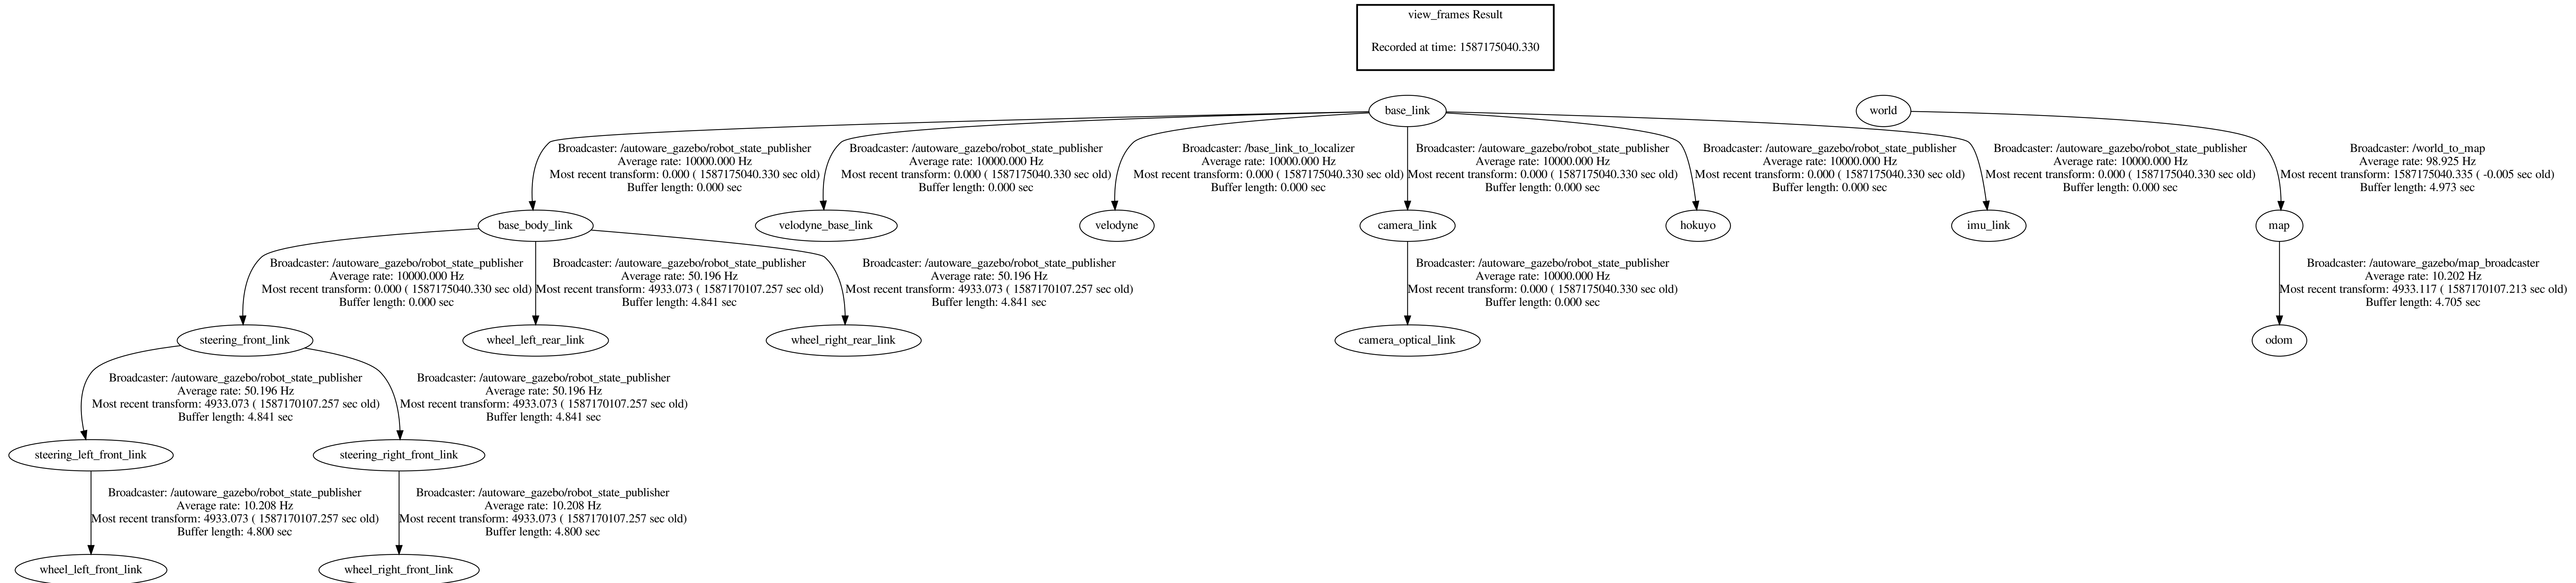 view_frames Result
Recorded at time: 1587175040.330
base_link
world
Broadcaster: /autoware_gazebo/robot_state_publisher
Average rate: 10000.000 Hz
Most recent transform: 0.000 ( 1587175040.330 sec old)
Buffer length: 0.000 sec
Broadcaster: /autoware_gazebo/robot_state_publisher
Average rate: 10000.000 Hz
Most recent transform: 0.000 ( 1587175040.330 sec old)
Buffer length: 0.000 sec
Broadcaster: /base_link_to_localizer
Average rate: 10000.000 Hz
Most recent transform: 0.000 ( 1587175040.330 sec old)
Buffer length: 0.000 sec
Broadcaster: /autoware_gazebo/robot_state_publisher
Average rate: 10000.000 Hz
Most recent transform: 0.000 ( 1587175040.330 sec old)
Buffer length: 0.000 sec
Broadcaster: /autoware_gazebo/robot_state_publisher
Average rate: 10000.000 Hz
Most recent transform: 0.000 ( 1587175040.330 sec old)
Buffer length: 0.000 sec
Broadcaster: /autoware_gazebo/robot_state_publisher
Average rate: 10000.000 Hz
Most recent transform: 0.000 ( 1587175040.330 sec old)
Buffer length: 0.000 sec
Broadcaster: /world_to_map
Average rate: 98.925 Hz
Most recent transform: 1587175040.335 ( -0.005 sec old)
Buffer length: 4.973 sec
base_body_link
velodyne_base_link
velodyne
camera_link
hokuyo
imu_link
map
Broadcaster: /autoware_gazebo/robot_state_publisher
Average rate: 10000.000 Hz
Most recent transform: 0.000 ( 1587175040.330 sec old)
Buffer length: 0.000 sec
Broadcaster: /autoware_gazebo/robot_state_publisher
Average rate: 50.196 Hz
Most recent transform: 4933.073 ( 1587170107.257 sec old)
Buffer length: 4.841 sec
Broadcaster: /autoware_gazebo/robot_state_publisher
Average rate: 50.196 Hz
Most recent transform: 4933.073 ( 1587170107.257 sec old)
Buffer length: 4.841 sec
Broadcaster: /autoware_gazebo/robot_state_publisher
Average rate: 10000.000 Hz
Most recent transform: 0.000 ( 1587175040.330 sec old)
Buffer length: 0.000 sec
Broadcaster: /autoware_gazebo/map_broadcaster
Average rate: 10.202 Hz
Most recent transform: 4933.117 ( 1587170107.213 sec old)
Buffer length: 4.705 sec
steering_front_link
wheel_left_rear_link
wheel_right_rear_link
camera_optical_link
odom
Broadcaster: /autoware_gazebo/robot_state_publisher
Average rate: 50.196 Hz
Most recent transform: 4933.073 ( 1587170107.257 sec old)
Buffer length: 4.841 sec
Broadcaster: /autoware_gazebo/robot_state_publisher
Average rate: 50.196 Hz
Most recent transform: 4933.073 ( 1587170107.257 sec old)
Buffer length: 4.841 sec
steering_left_front_link
steering_right_front_link
Broadcaster: /autoware_gazebo/robot_state_publisher
Average rate: 10.208 Hz
Most recent transform: 4933.073 ( 1587170107.257 sec old)
Buffer length: 4.800 sec
Broadcaster: /autoware_gazebo/robot_state_publisher
Average rate: 10.208 Hz
Most recent transform: 4933.073 ( 1587170107.257 sec old)
Buffer length: 4.800 sec
wheel_left_front_link
wheel_right_front_link